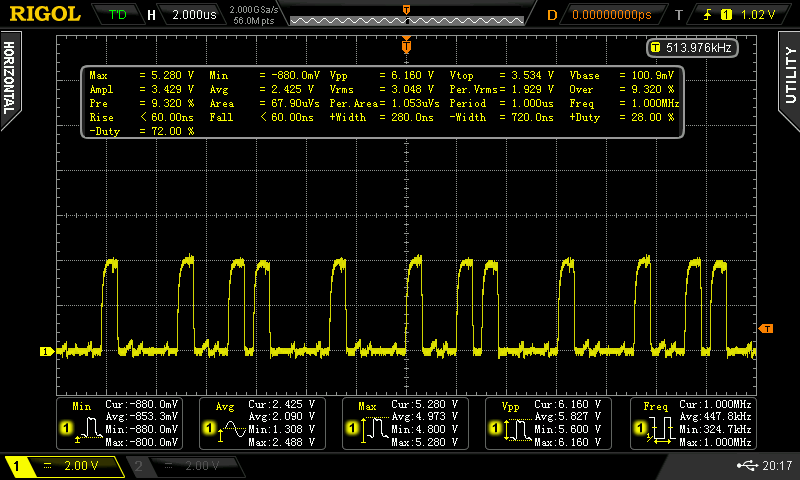 RIGOL T'D H 2.000us 2.000GSa/s 56.0M pts D 0.00000000ps T 1 1.02 V
HORIZONTAL
UTILITY
T 513.976kHz
Max = 5.280 V Min = -880.0mV Vpp = 6.160 V Vtop = 3.534 V Vbase = 100.9mV
Ampl = 3.429 V Avg = 2.425 V Vrms = 3.048 V Per.Vrms= 1.929 V Over = 9.320 %
Pre = 9.320 % Area = 67.90uVs Per.Area= 1.053uVs Period = 1.000us Freq = 1.000MHz
Rise < 60.00ns Fall < 60.00ns +Width = 280.0ns -Width = 720.0ns +Duty = 28.00 %
-Duty = 72.00 %
T
T
1
Min Cur:-880.0mV Avg Cur:2.425 V Max Cur:5.280 V Vpp Cur:6.160 V Freq Cur:1.000MHz
Avg:-853.3mV Avg:2.090 V Avg:4.973 V Avg:5.827 V Avg:447.8kHz
1 Min:-880.0mV 1 Min:1.308 V 1 Min:4.800 V 1 Min:5.600 V 1 Min:324.7kHz
Max:-800.0mV Max:2.488 V Max:5.280 V Max:6.160 V Max:1.000MHz
1 2.00 V 2 2.00 V 20:17